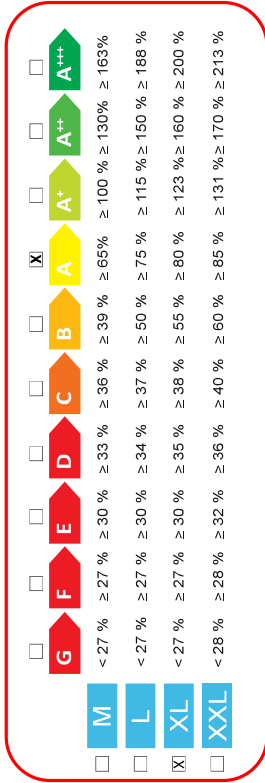 X
G F E D C B A A+ A++ A+++
M < 27 % ≥ 27 % ≥ 30 % ≥ 33 % ≥ 36 % ≥ 39 % ≥ 65% ≥ 100 % ≥ 130% ≥ 163%
L < 27 % ≥ 27 % ≥ 30 % ≥ 34 % ≥ 37 % ≥ 50 % ≥ 75 % ≥ 115 % ≥ 150 % ≥ 188 %
X XL < 27 % ≥ 27 % ≥ 30 % ≥ 35 % ≥ 38 % ≥ 55 % ≥ 80 % ≥ 123 % ≥ 160 % ≥ 200 %
XXL < 28 % ≥ 28 % ≥ 32 % ≥ 36 % ≥ 40 % ≥ 60 % ≥ 85 % ≥ 131 % ≥ 170 % ≥ 213 %